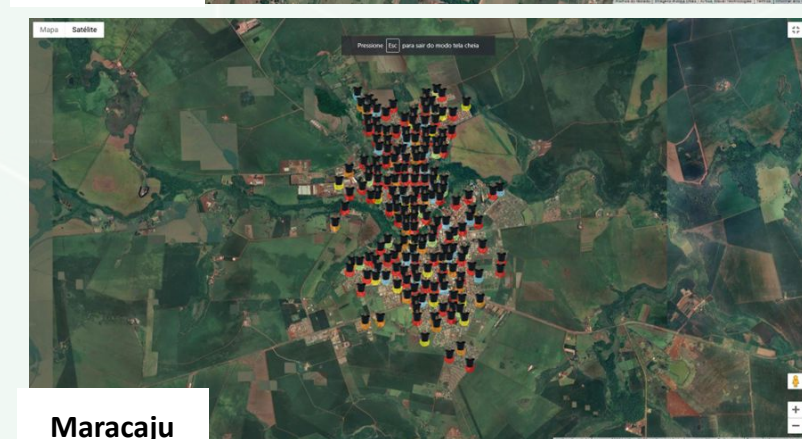 Mapa Satélite
Pressione Esc para sair do modo tela cheia
+
−
Maracaju